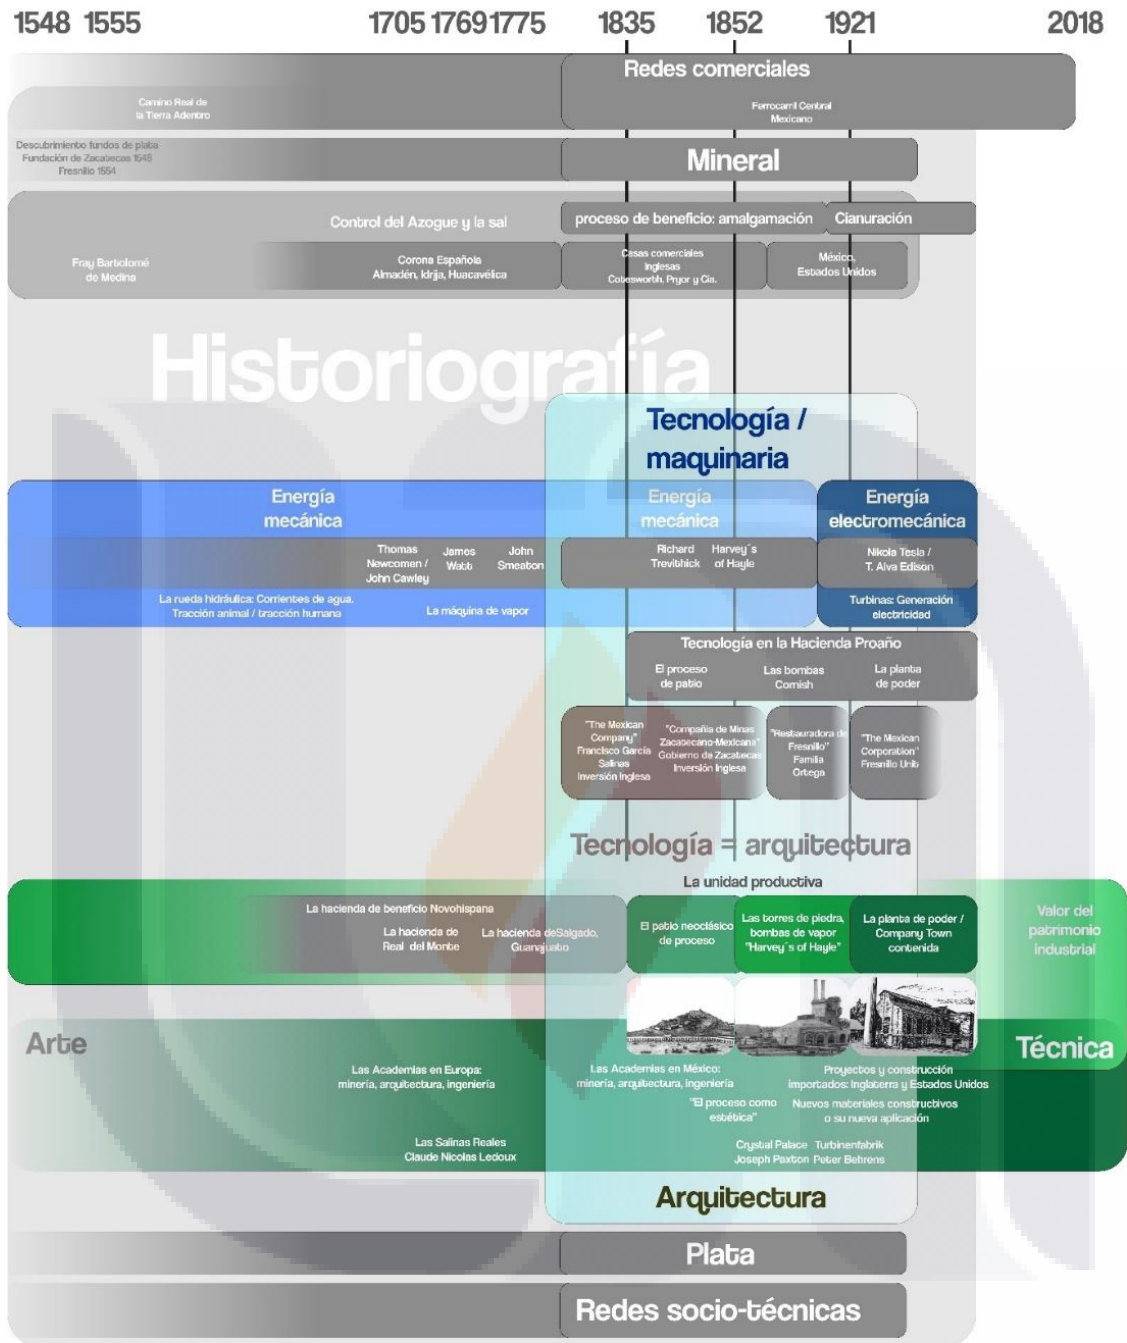 1548 1555 1705 1769 1775 1835 1852 1921 2018
Redes comerciales
Camino Real de
la Tierra Adentro
Ferrocarril Central
Mexicano
Descubrimiento fundos de plata
Fundación de Zacatecas 1548
Fresnillo 1554
Mineral
Control del Azogue y la sal
proceso de beneficio: amalgamación
Cianuración
Fray Bartolomé
de Medina
Corona Española
Almadén, Idrjja, Huacavélica
Casas comerciales
Inglesas
Cotesworth, Pryor y Cia.
México,
Estados Unidos
Historiografía
Tecnología /
maquinaria
Energía
mecánica
Energía
mecánica
Energía
electromecánica
Thomas
Newcomen /
John Cawley
James
Watt
John
Smeaton
Richard
Trevithick
Harvey´s
of Hayle
Nikola Tesla /
T. Alva Edison
La rueda hidráulica: Corrientes de agua.
Tracción animal / tracción humana
La máquina de vapor
Turbinas: Generación
electricidad
Tecnología en la Hacienda Proaño
El proceso
de patio
Las bombas
Cornish
La planta
de poder
"The Mexican
Company"
Francisco García
Salinas
Inversión Inglesa
"Compañia de Minas
Zacatecano-Mexicana"
Gobierno de Zacatecas
Inversión Inglesa
"Restauradora de
Fresnillo"
Familia
Ortega
"The Mexican
Corporation"
Fresnillo Unit
Tecnología = arquitectura
La unidad productiva
La hacienda de beneficio Novohispana
La hacienda de
Real del Monte
La hacienda deSalgado,
Guanajuato
El patio neoclásico
de proceso
Las torres de piedra,
bombas de vapor
"Harvey´s of Hayle"
La planta de poder /
Company Town
contenida
Valor del
patrimonio
industrial
Arte
Técnica
Las Academias en Europa:
minería, arquitectura, ingeniería
Las Academias en México:
minería, arquitectura, ingeniería
Proyectos y construcción
importados: Inglaterra y Estados Unidos
"El proceso como
estética"
Nuevos materiales constructivos
o su nueva aplicación
Las Salinas Reales
Claude Nicolas Ledoux
Crystal Palace
Joseph Paxton
Turbinenfabrik
Peter Behrens
Arquitectura
Plata
Redes socio-técnicas